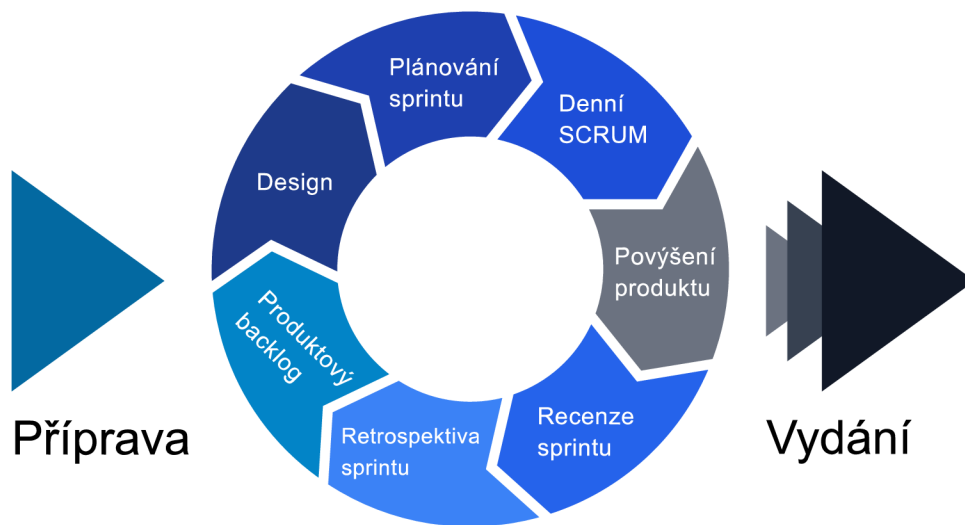 Plánování
sprintu
Denní
SCRUM
Design
Povýšení
produktu
Produktový
backlog
Retrospektiva
sprintu
Recenze
sprintu
Příprava
Vydání